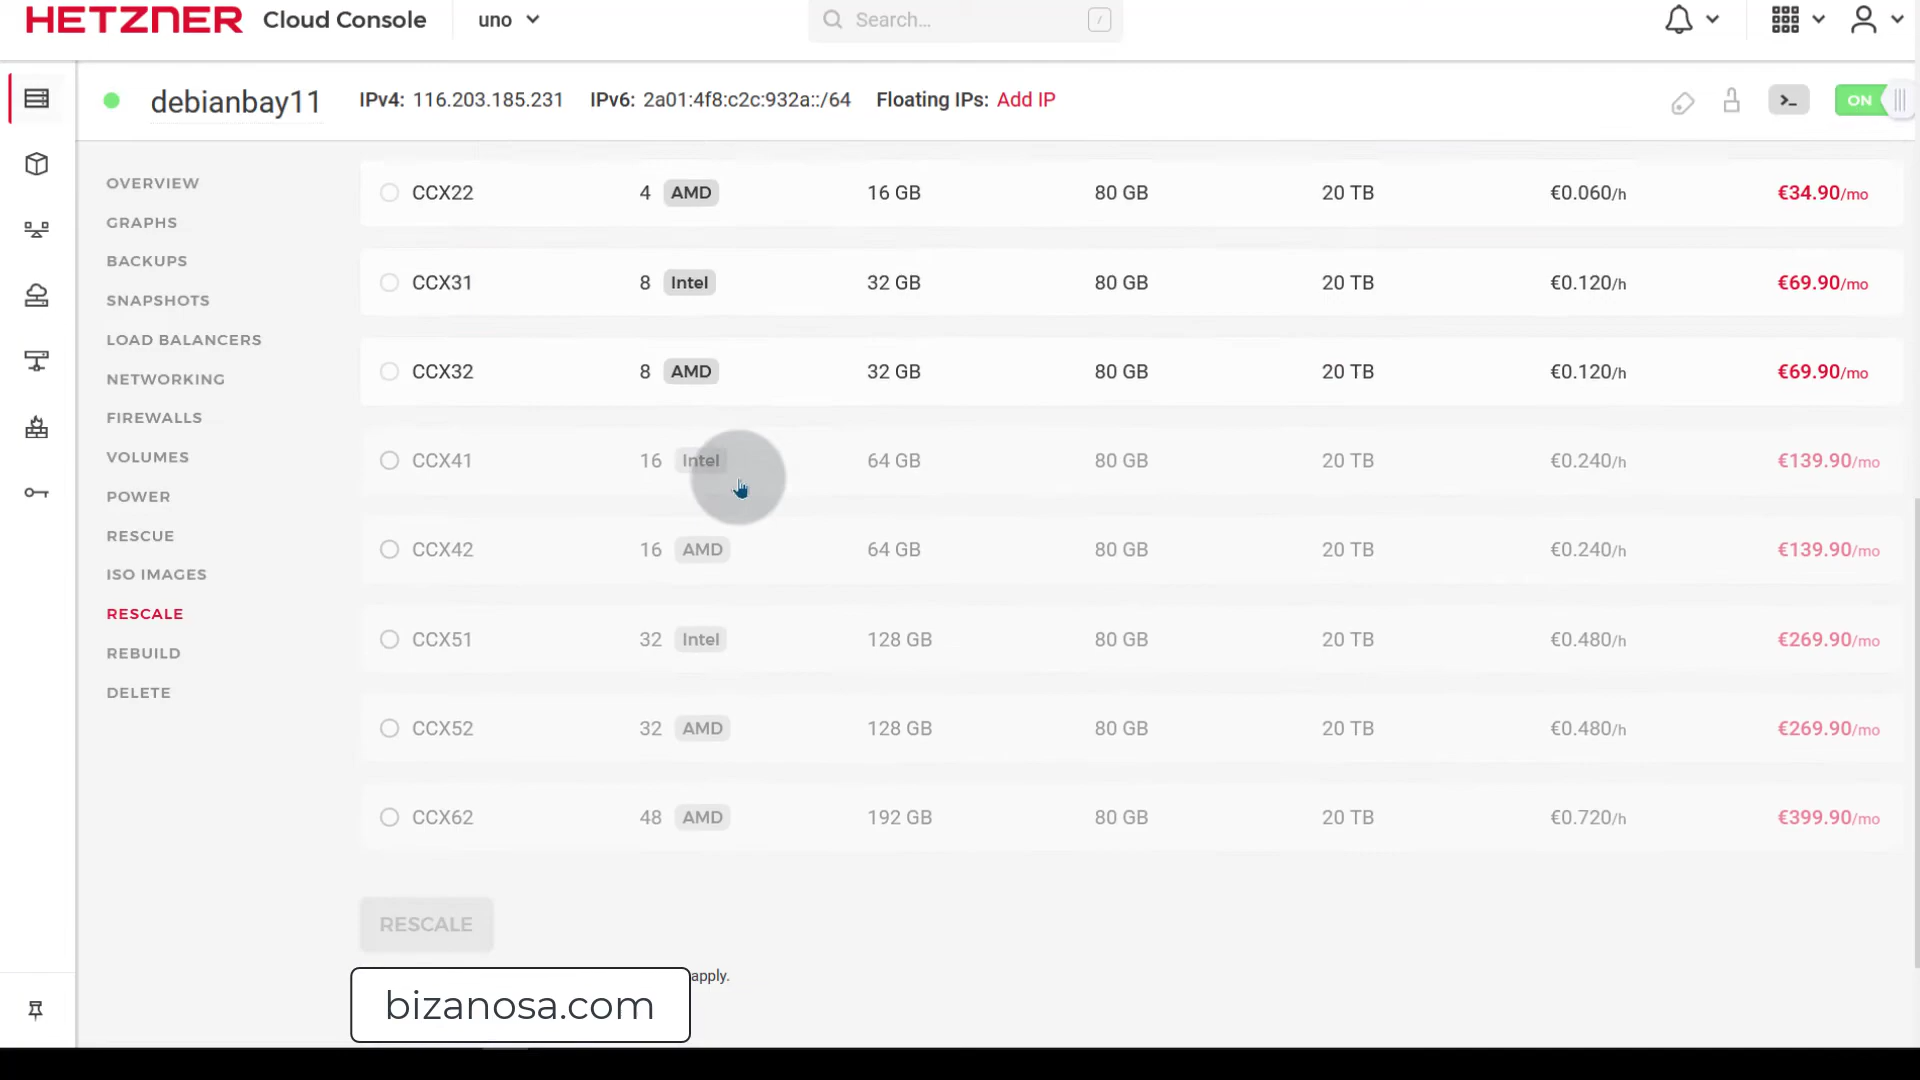 HETZNER Cloud Console uno Search... / 
debianbay11 IPv4: 116.203.185.231 IPv6: 2a01:4f8:c2c:932a::/64 Floating IPs: Add IP >_ ON
OVERVIEW
GRAPHS
BACKUPS
SNAPSHOTS
LOAD BALANCERS
NETWORKING
FIREWALLS
VOLUMES
POWER
RESCUE
ISO IMAGES
RESCALE
REBUILD
DELETE
CCX22 4 AMD 16 GB 80 GB 20 TB €0.060/h €34.90/mo
CCX31 8 Intel 32 GB 80 GB 20 TB €0.120/h €69.90/mo
CCX32 8 AMD 32 GB 80 GB 20 TB €0.120/h €69.90/mo
CCX41 16 Intel 64 GB 80 GB 20 TB €0.240/h €139.90/mo
CCX42 16 AMD 64 GB 80 GB 20 TB €0.240/h €139.90/mo
CCX51 32 Intel 128 GB 80 GB 20 TB €0.480/h €269.90/mo
CCX52 32 AMD 128 GB 80 GB 20 TB €0.480/h €269.90/mo
CCX62 48 AMD 192 GB 80 GB 20 TB €0.720/h €399.90/mo
RESCALE
apply.
bizanosa.com